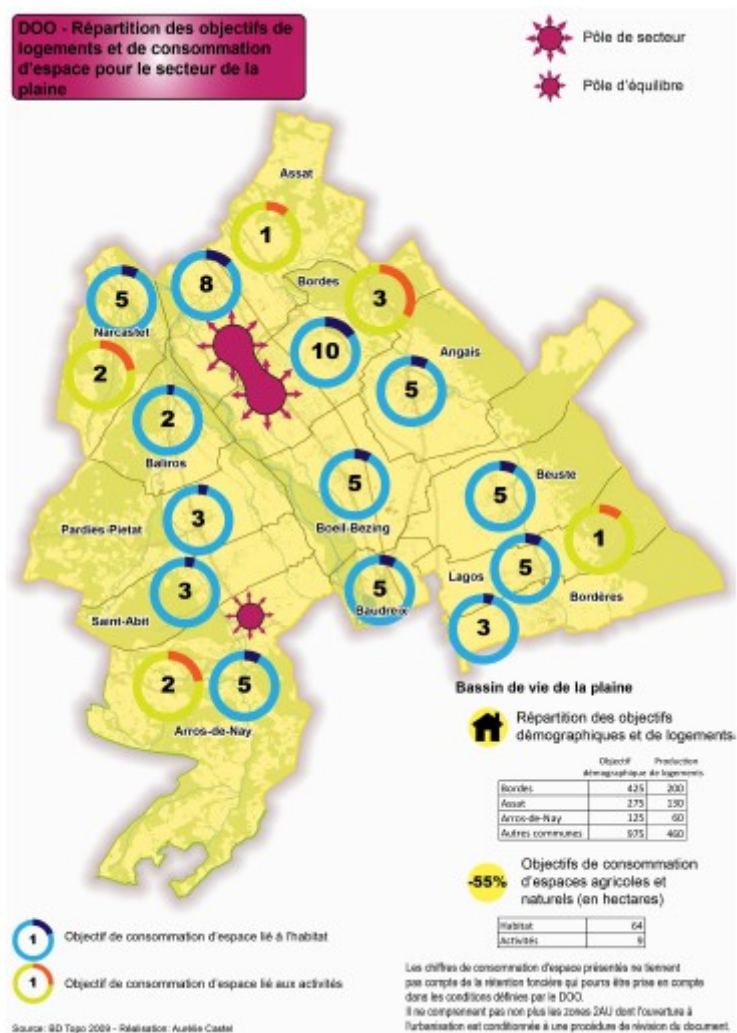 DOO - Répartition des objectifs de
logements et de consommation
d'espace pour le secteur de la
plaine
Pôle de secteur
Pôle d'équilibre
Assat
1
8
Bordes
3
5
Narcastet
10
Angais
2
5
2
Baliros
5
Boeil-Bezing
Beuste
5
3
Pardies-Pietat
1
5
Lagos
Bordères
3
Saint-Abit
5
Baudreix
3
2
5
Arros-de-Nay
Bassin de vie de la plaine
Répartition des objectifs
démographiques et de logements
Objectif Production
démographique de logements
Bordes 425 200
Assat 275 130
Arros-de-Nay 125 60
Autres communes 975 460
-55%
Objectifs de consommation
d'espaces agricoles et
naturels (en hectares)
Habitat 64
Activités 9
1 Objectif de consommation d'espace lié à l'habitat
1 Objectif de consommation d'espace lié aux activités
Les chiffres de consommation d'espace présentés ne tiennent
pas compte de la rétention foncière qui pourra être prise en compte
dans les conditions définies par le DOO.
Il ne comprennent pas non plus les zones 2AU dont l'ouverture à
l'urbanisation est conditionnée à une procédure de révision du document.
Source: BD Topo 2009 - Réalisation: Aurélie Castel